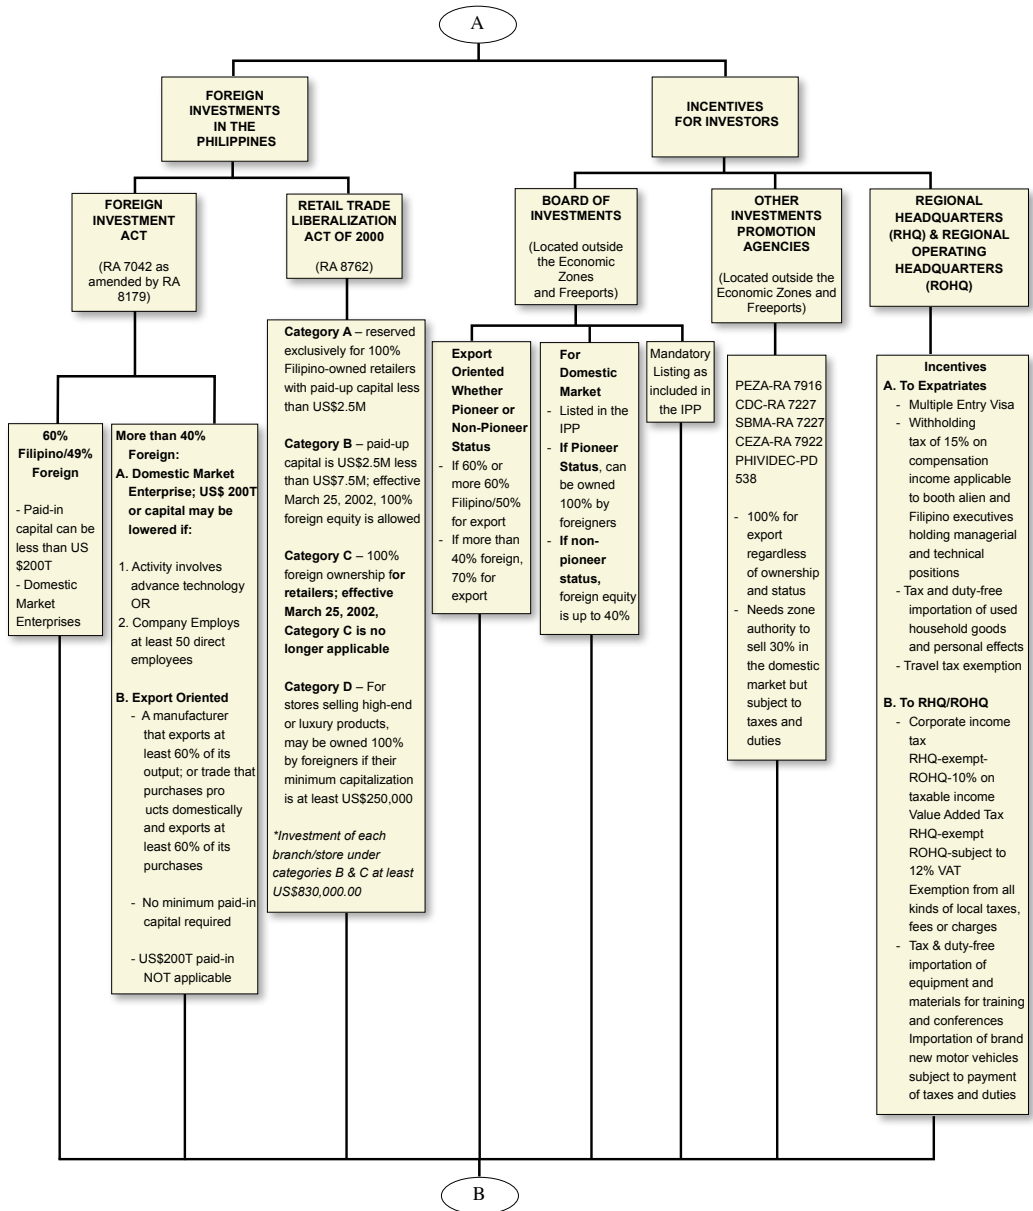 A
FOREIGN
INVESTMENTS
IN THE
PHILIPPINES
INCENTIVES
FOR INVESTORS
FOREIGN
INVESTMENT
ACT
(RA 7042 as
amended by RA
8179)
RETAIL TRADE
LIBERALIZATION
ACT OF 2000
(RA 8762)
BOARD OF
INVESTMENTS
(Located outside
the Economic
Zones
and Freeports)
OTHER
INVESTMENTS
PROMOTION
AGENCIES
(Located outside the
Economic Zones and
Freeports)
REGIONAL
HEADQUARTERS
(RHQ) & REGIONAL
OPERATING
HEADQUARTERS
(ROHQ)
60%
Filipino/49%
Foreign
- Paid-in
capital can be
less than US
$200T
- Domestic
Market
Enterprises
More than 40%
Foreign:
A. Domestic Market
Enterprise; US$ 200T
or capital may be
lowered if:
1. Activity involves
advance technology
OR
2. Company Employs
at least 50 direct
employees
B. Export Oriented
- A manufacturer
that exports at
least 60% of its
output; or trade that
purchases pro
ucts domestically
and exports at
least 60% of its
purchases
- No minimum paid-in
capital required
- US$200T paid-in
NOT applicable
Category A – reserved
exclusively for 100%
Filipino-owned retailers
with paid-up capital less
than US$2.5M
Category B – paid-up
capital is US$2.5M less
than US$7.5M; effective
March 25, 2002, 100%
foreign equity is allowed
Category C – 100%
foreign ownership for
retailers; effective
March 25, 2002,
Category C is no
longer applicable
Category D – For
stores selling high-end
or luxury products,
may be owned 100%
by foreigners if their
minimum capitalization
is at least US$250,000
*Investment of each
branch/store under
categories B & C at least
US$830,000.00
Export
Oriented
Whether
Pioneer or
Non-Pioneer
Status
- If 60% or
more 60%
Filipino/50%
for export
- If more than
40% foreign,
70% for
export
For
Domestic
Market
- Listed in the
IPP
- If Pioneer
Status, can
be owned
100% by
foreigners
- If non-
pioneer
status,
foreign equity
is up to 40%
Mandatory
Listing as
included in
the IPP
PEZA-RA 7916
CDC-RA 7227
SBMA-RA 7227
CEZA-RA 7922
PHIVIDEC-PD
538
- 100% for
export
regardless
of ownership
and status
- Needs zone
authority to
sell 30% in
the domestic
market but
subject to
taxes and
duties
Incentives
A. To Expatriates
- Multiple Entry Visa
- Withholding
tax of 15% on
compensation
income applicable
to booth alien and
Filipino executives
holding managerial
and technical
positions
- Tax and duty-free
importation of used
household goods
and personal effects
- Travel tax exemption
B. To RHQ/ROHQ
- Corporate income
tax
RHQ-exempt-
ROHQ-10% on
taxable income
Value Added Tax
RHQ-exempt
ROHQ-subject to
12% VAT
Exemption from all
kinds of local taxes,
fees or charges
- Tax & duty-free
importation of
equipment and
materials for training
and conferences
Importation of brand
new motor vehicles
subject to payment
of taxes and duties
B